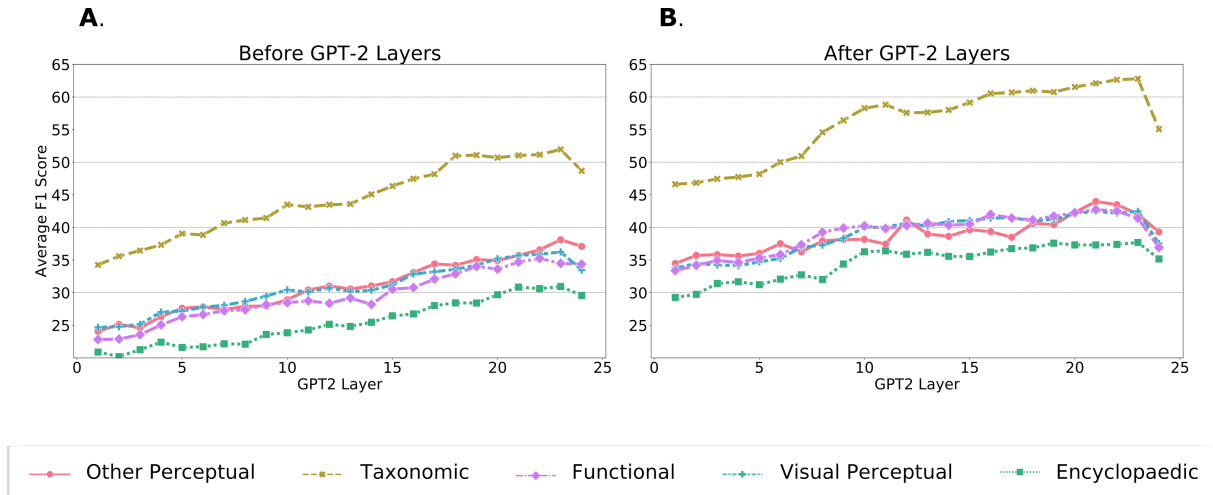 A.
B.
Before GPT-2 Layers
After GPT-2 Layers
Average F1 Score
65
60
55
50
45
40
35
30
25
0 5 10 15 20 25
GPT2 Layer
65
60
55
50
45
40
35
30
25
0 5 10 15 20 25
GPT2 Layer
Other Perceptual Taxonomic Functional Visual Perceptual Encyclopaedic